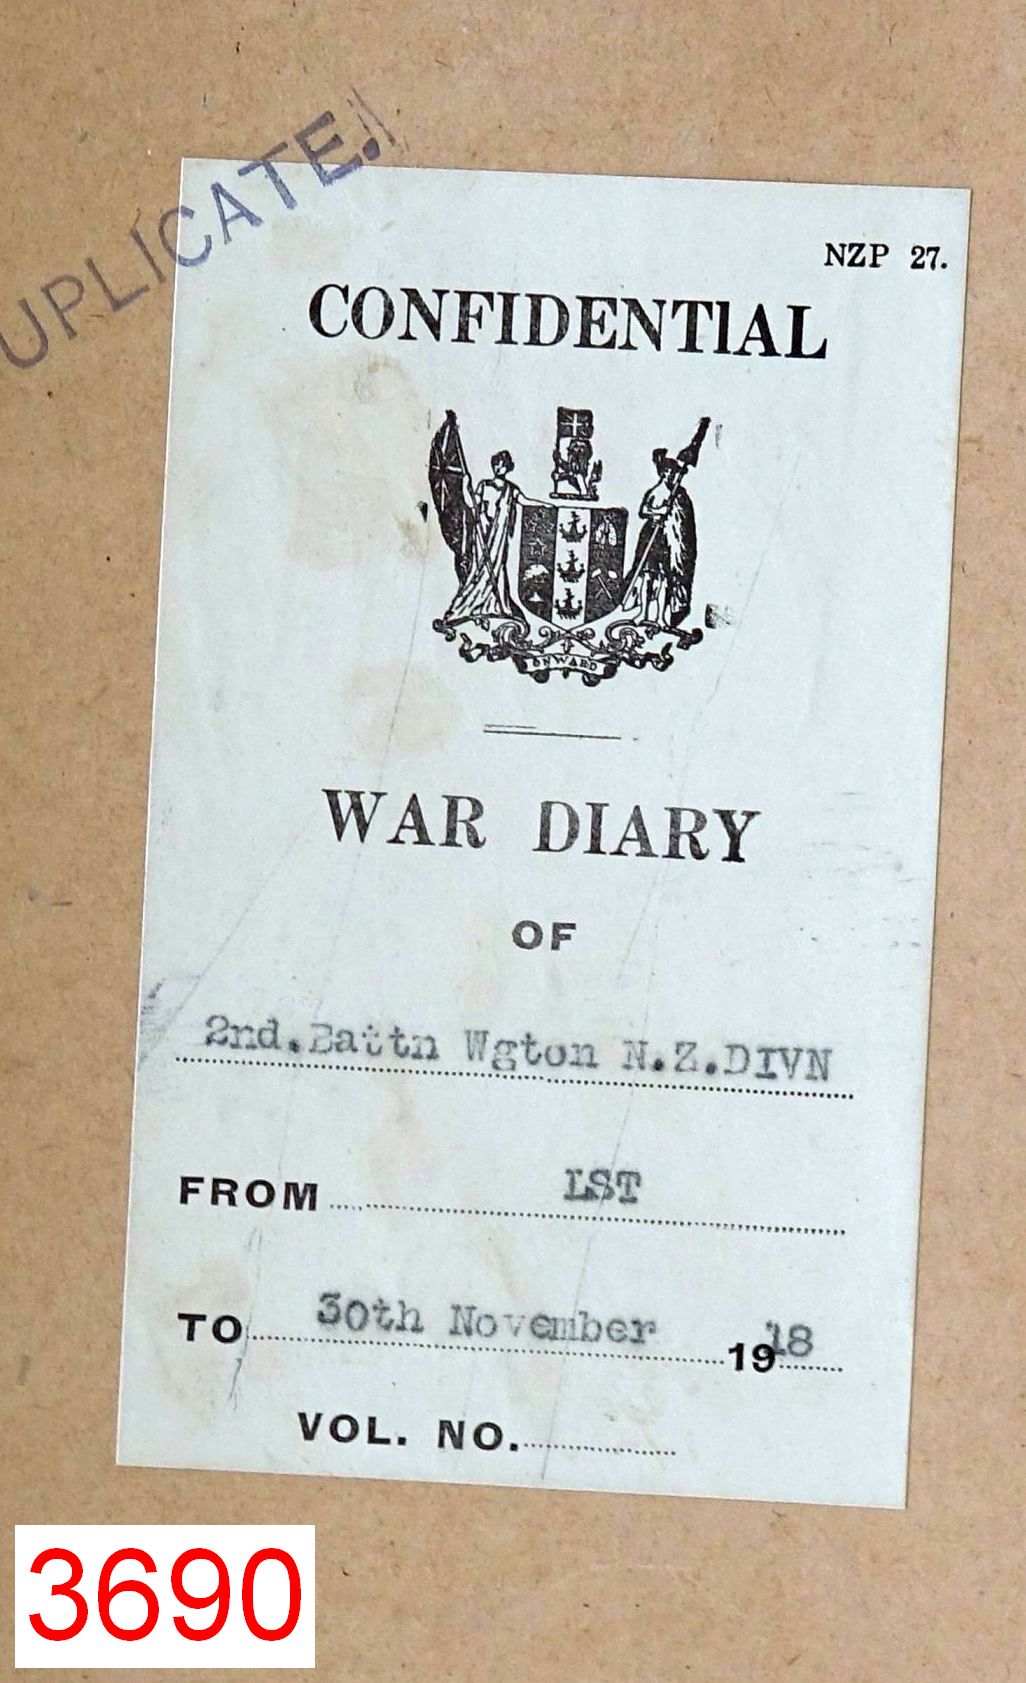 UPLICATE.
NZP 27.
CONFIDENTIAL
ONWARD
WAR DIARY
OF
2nd.Battn Wgton N.Z.DIVN
FROM LST
TO 30th November 1918
VOL. NO.
3690